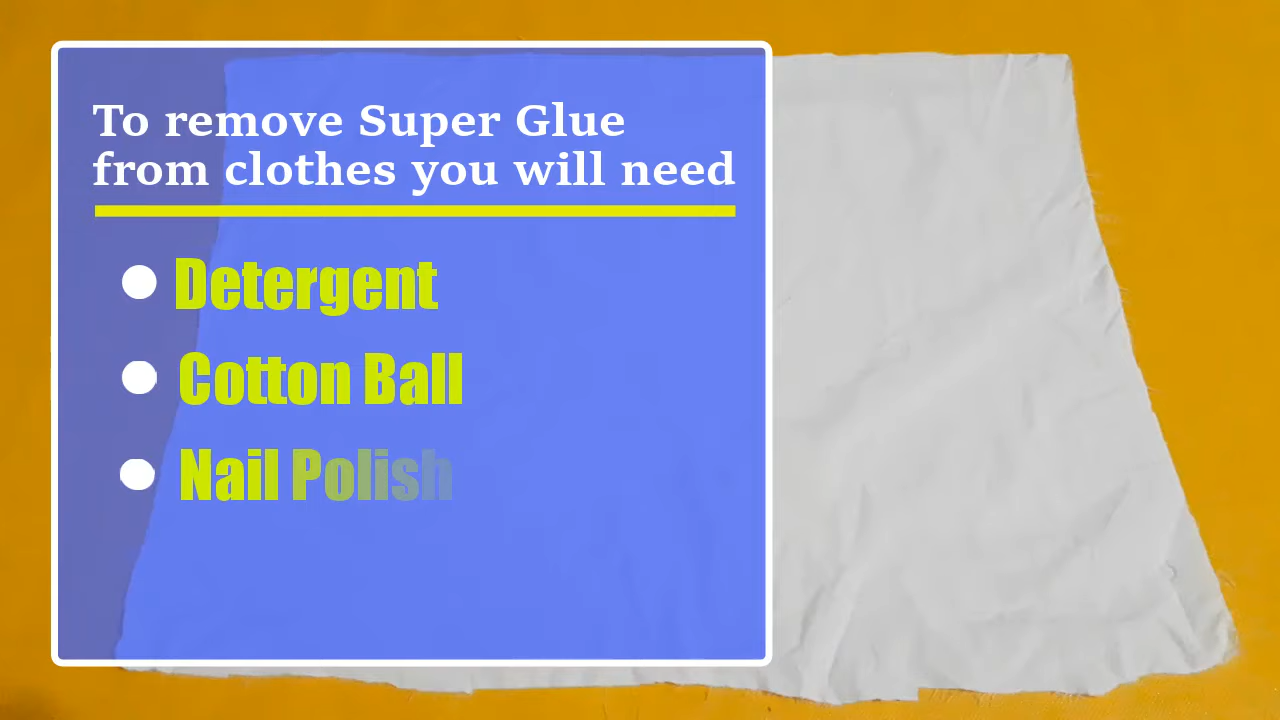 To remove Super Glue
from clothes you will need
Detergent
Cotton Ball
Nail Polish